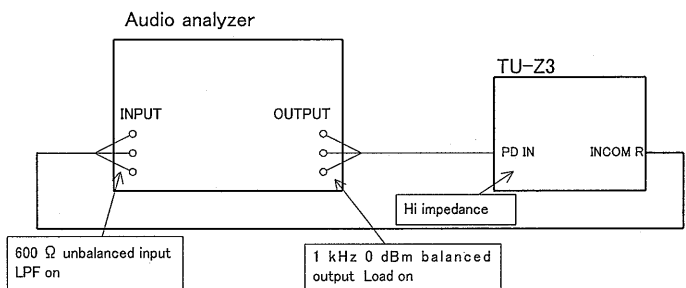 Audio analyzer
TU-Z3
INPUT
OUTPUT
PD IN
INCOM R
Hi impedance
600 Ω unbalanced input
LPF on
1 kHz 0 dBm balanced
output Load on